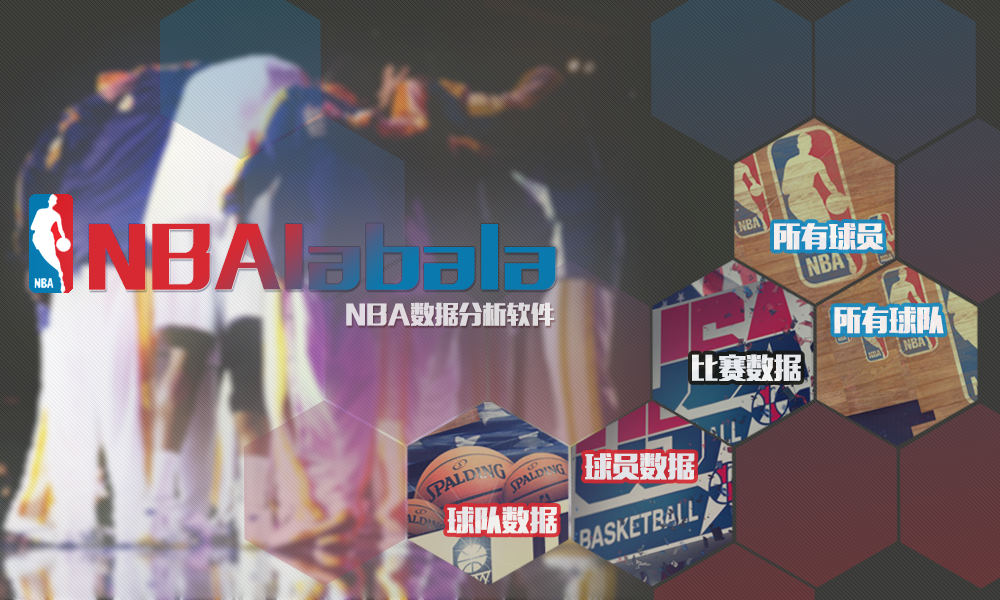 NBA
NBAlabala
NBA数据分析软件
NBA
NBA
所有球员
所有球队
比赛数据
SPALDING
SPALDING
球员数据
球队数据
BASKETBALL